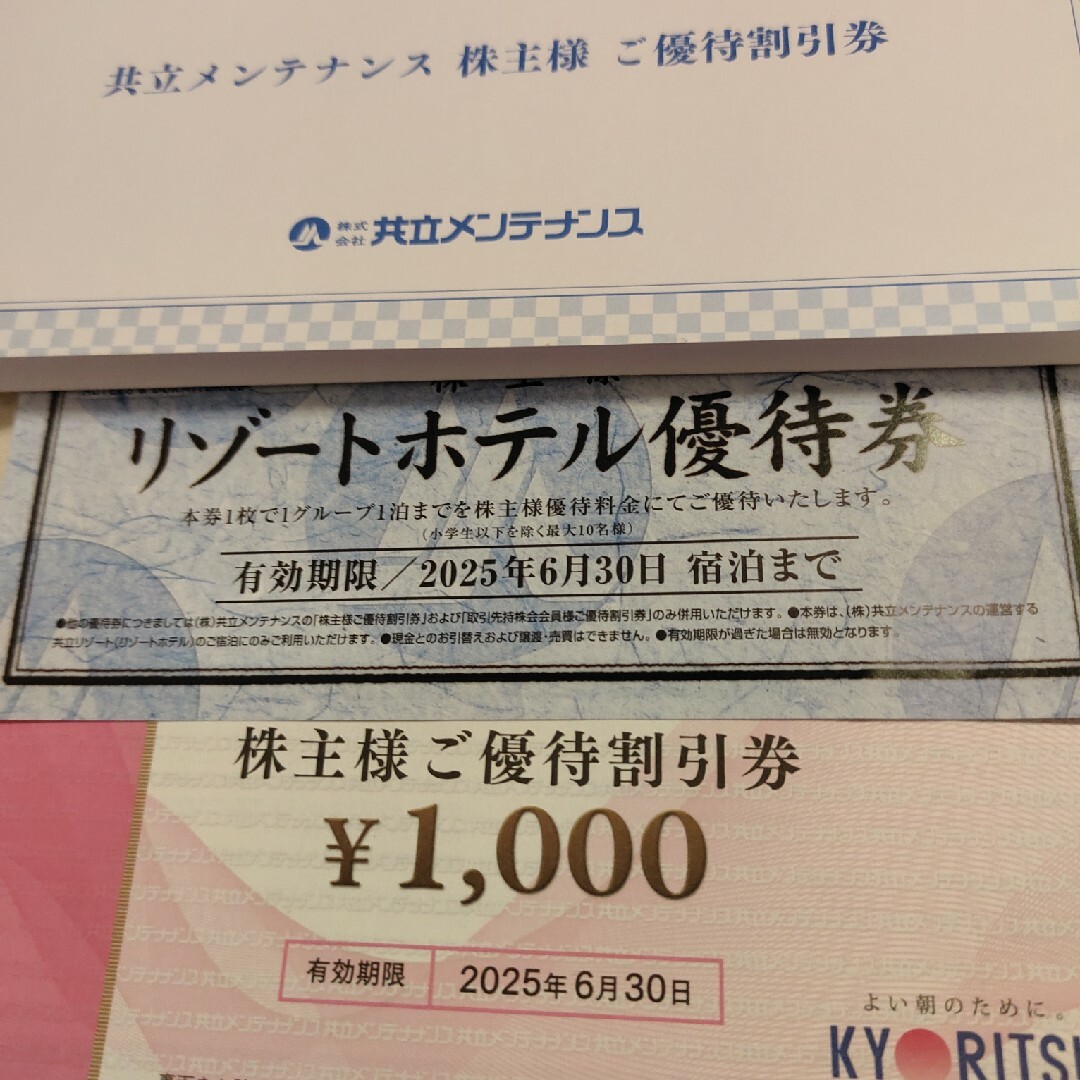 共立メンテナンス 株主様 ご優待割引券
株式会社 共立メンテナンス
株主様
リゾートホテル優待券
本券1枚で1グループ1泊までを株主様優待料金にてご優待いたします。
(小学生以下を除く最大10名様)
有効期限／2025年6月30日 宿泊まで
●他の優待券につきましては(株)共立メンテナンスの「株主様ご優待割引券」および「取引先持株会会員様ご優待割引券」のみ併用いただけます。●本券は、(株)共立メンテナンスの運営する
共立リゾート(リゾートホテル)のご宿泊にのみご利用いただけます。●現金とのお引替えおよび譲渡・売買はできません。●有効期限が過ぎた場合は無効となります。
株主様ご優待割引券
¥1,000
有効期限 2025年6月30日
よい朝のために。
KYORITS